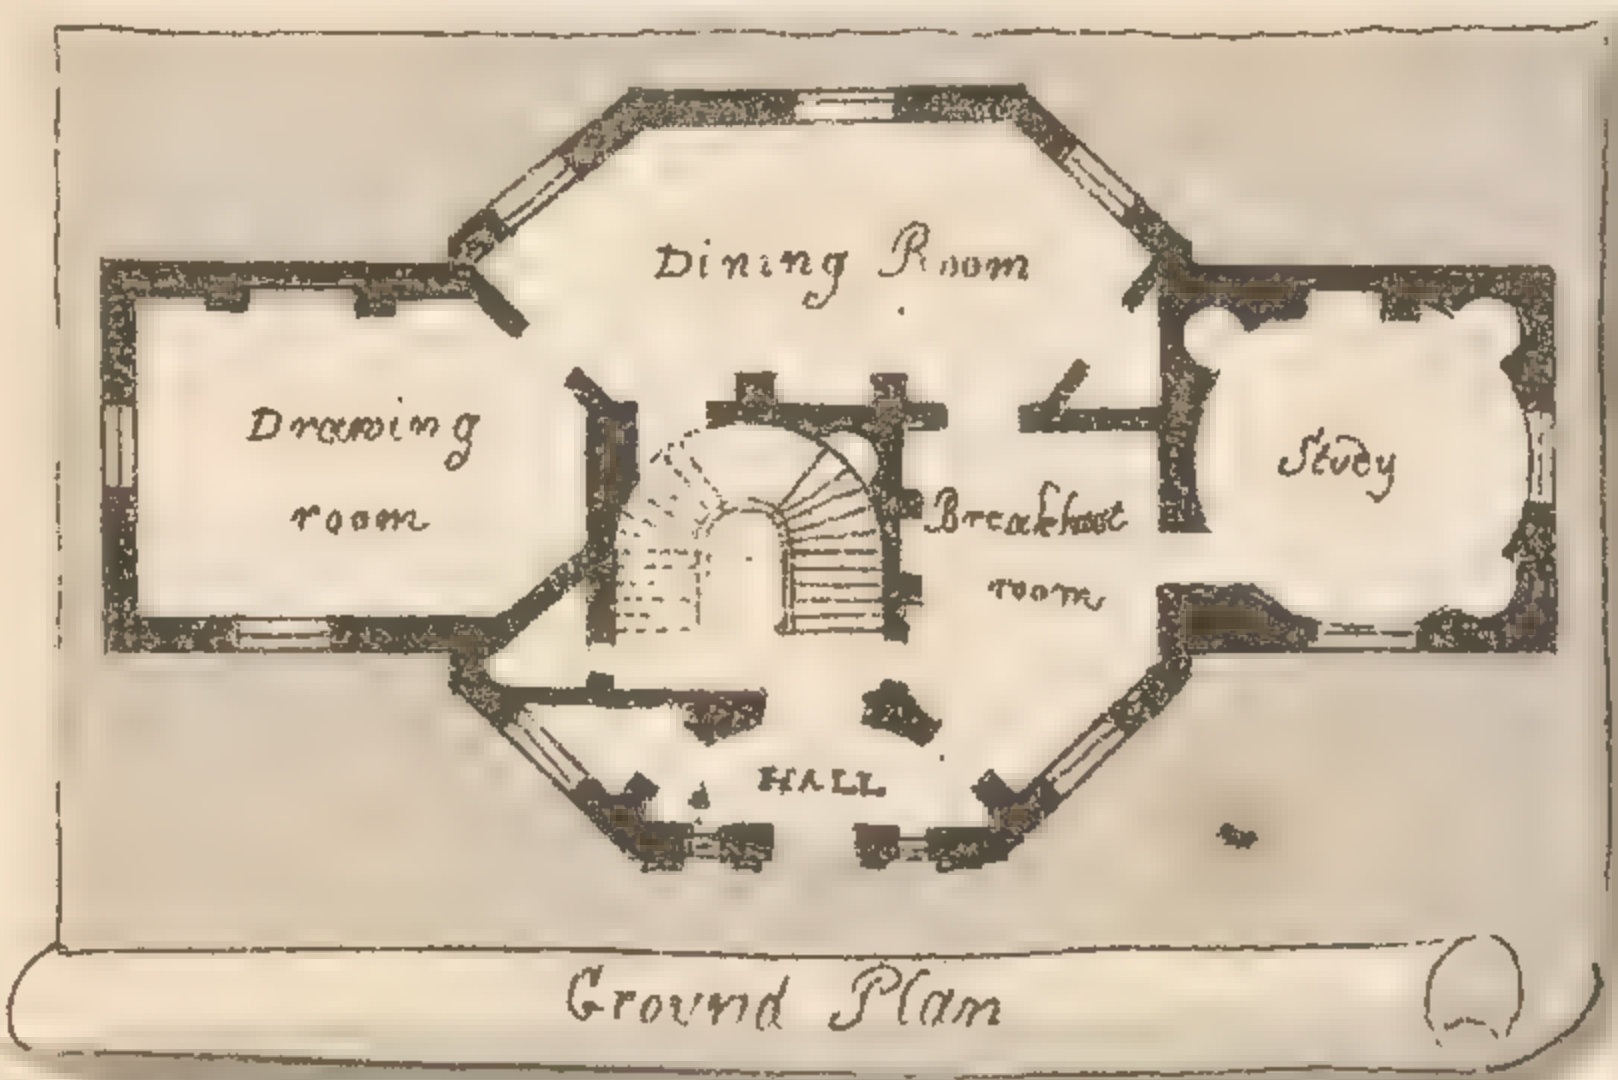 Dining Room
Drawing
room
Study
Breakfast
room
HALL
Ground Plan